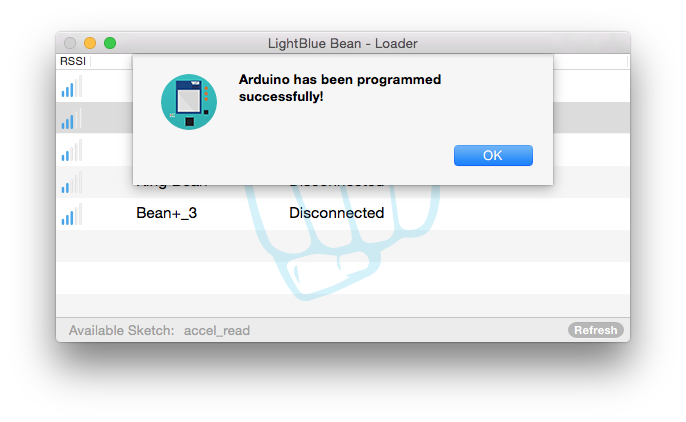 LightBlue Bean - Loader
RSSI
Arduino has been programmed
successfully!
OK
King Bean Disconnected
Bean+_3 Disconnected
Available Sketch: accel_read
Refresh